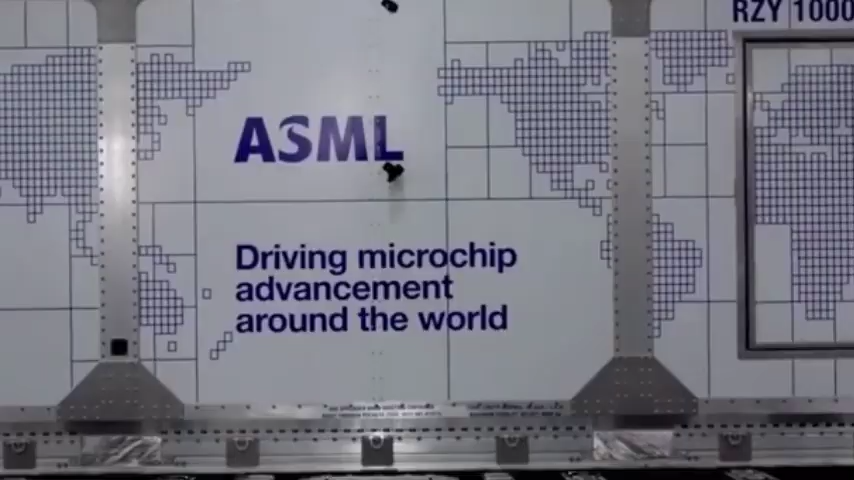 RZY 1000
ASML
Driving microchip
advancement
around the world